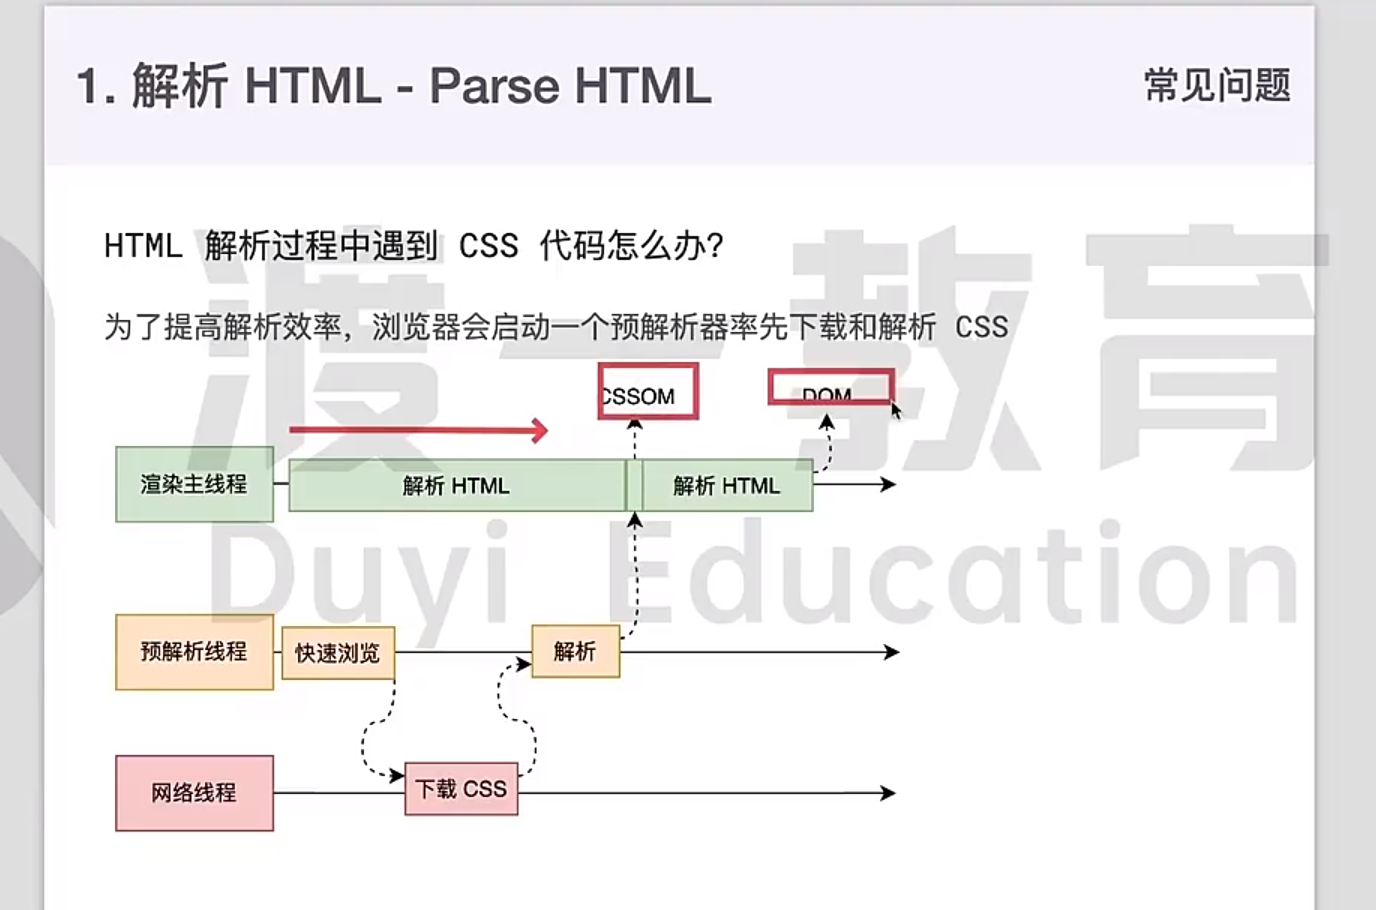 1. 解析 HTML - Parse HTML
常见问题
HTML 解析过程中遇到 CSS 代码怎么办?
为了提高解析效率，浏览器会启动一个预解析器率先下载和解析 CSS
CSSOM
DOM
渲染主线程
解析 HTML
解析 HTML
预解析线程
快速浏览
解析
网络线程
下载 CSS
渡一教育
Duyi Education